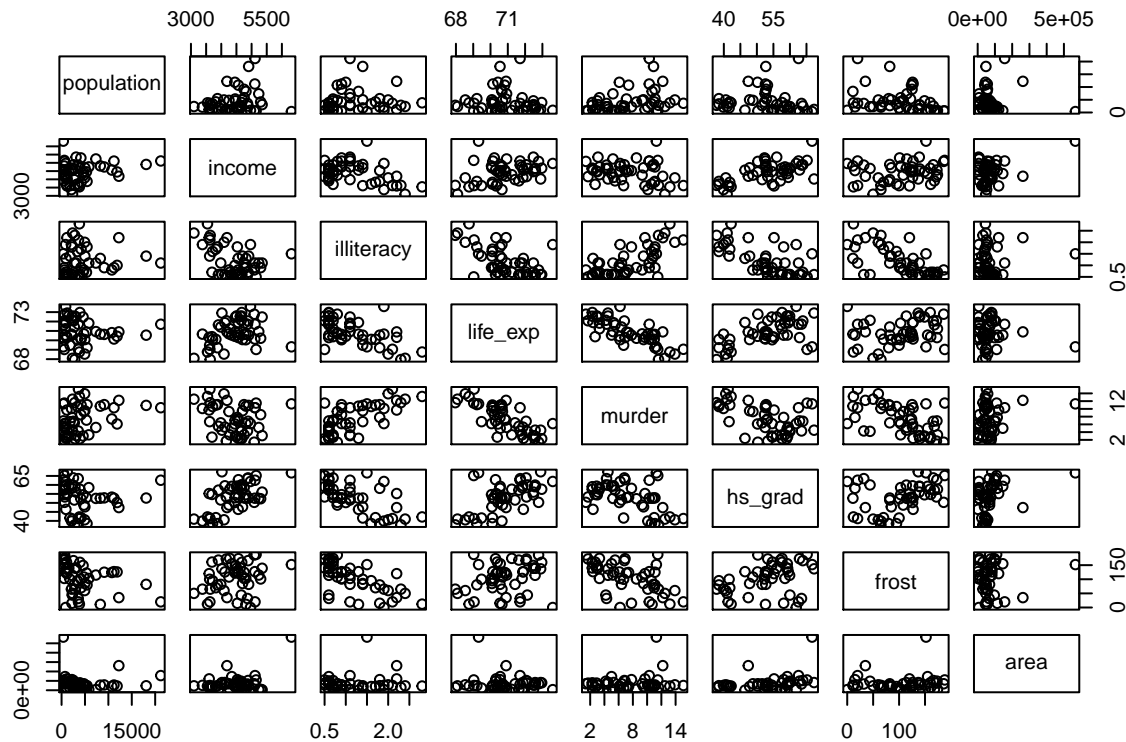 3000 5500 68 71 40 55 0e+00 5e+05
population 0
3000 income
illiteracy 0.5
68 73 life_exp
murder 2 12
40 65 hs_grad
frost 0 150
0e+00 area
0 15000 0.5 2.0 2 8 14 0 100